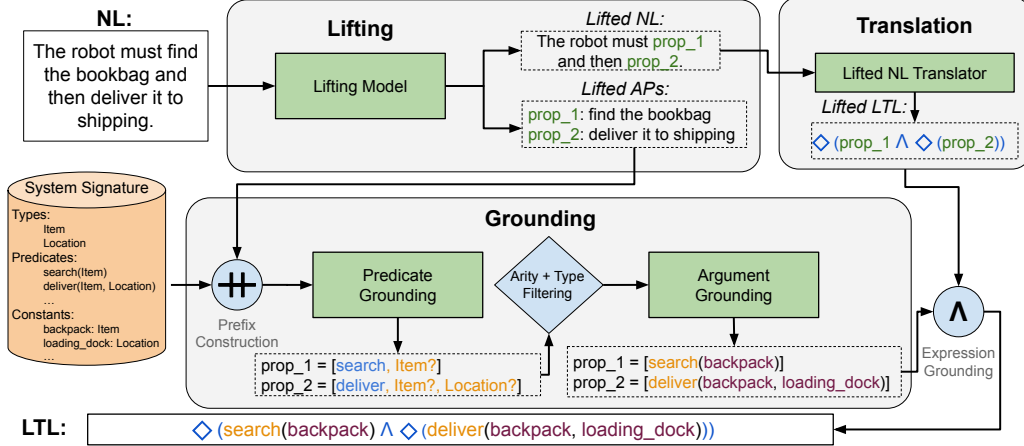 NL:
The robot must find
the bookbag and
then deliver it to
shipping.
Lifting
Lifting Model
Lifted NL:
The robot must prop_1
and then prop_2.
Lifted APs:
prop_1: find the bookbag
prop_2: deliver it to shipping
Translation
Lifted NL Translator
Lifted LTL:
◇ (prop_1 Λ ◇ (prop_2))
System Signature
Types:
Item
Location
Predicates:
search(Item)
deliver(Item, Location)
...
Constants:
backpack: Item
loading_dock: Location
...
Grounding
Prefix
Construction
Predicate
Grounding
Arity + Type
Filtering
Argument
Grounding
prop_1 = [search, Item?]
prop_2 = [deliver, Item?, Location?]
prop_1 = [search(backpack)]
prop_2 = [deliver(backpack, loading_dock)]
Λ
Expression
Grounding
LTL:
◇ (search(backpack) Λ ◇ (deliver(backpack, loading_dock)))